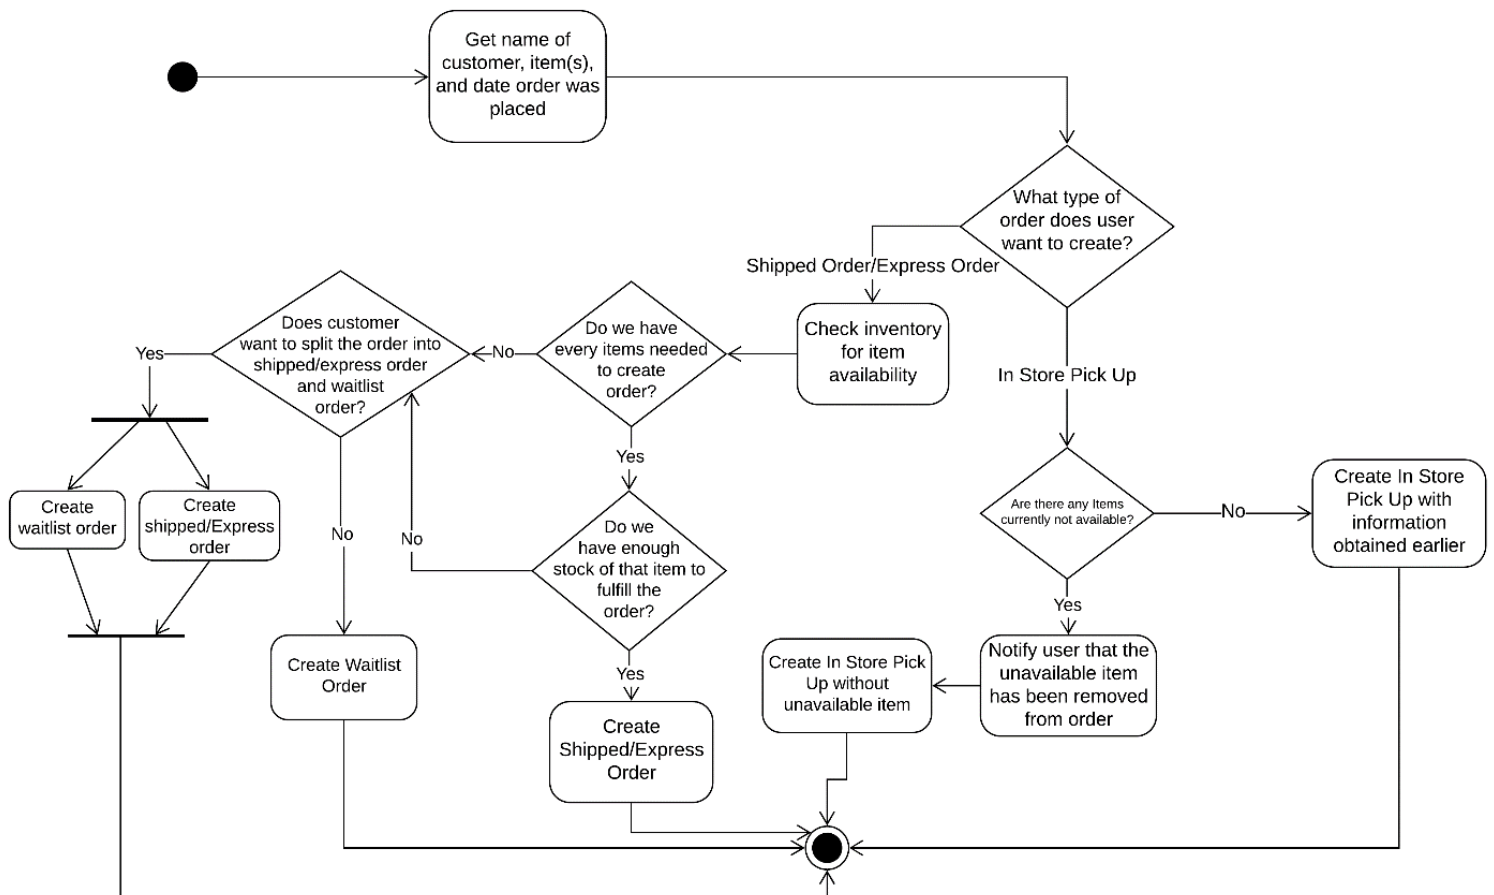 Get name of
customer, item(s),
and date order was
placed
What type of
order does user
want to create?
Shipped Order/Express Order
Check inventory
for item
availability
In Store Pick Up
Do we have
every items needed
to create
order?
No
Does customer
want to split the order into
shipped/express order
and waitlist
order?
Yes
Create
waitlist order
Create
shipped/Express
order
No
Create Waitlist
Order
Yes
Do we
have enough
stock of that item to
fulfill the
order?
No
Yes
Create
Shipped/Express
Order
Are there any Items
currently not available?
No
Create In Store
Pick Up with
information
obtained earlier
Yes
Notify user that the
unavailable item
has been removed
from order
Create In Store Pick
Up without
unavailable item